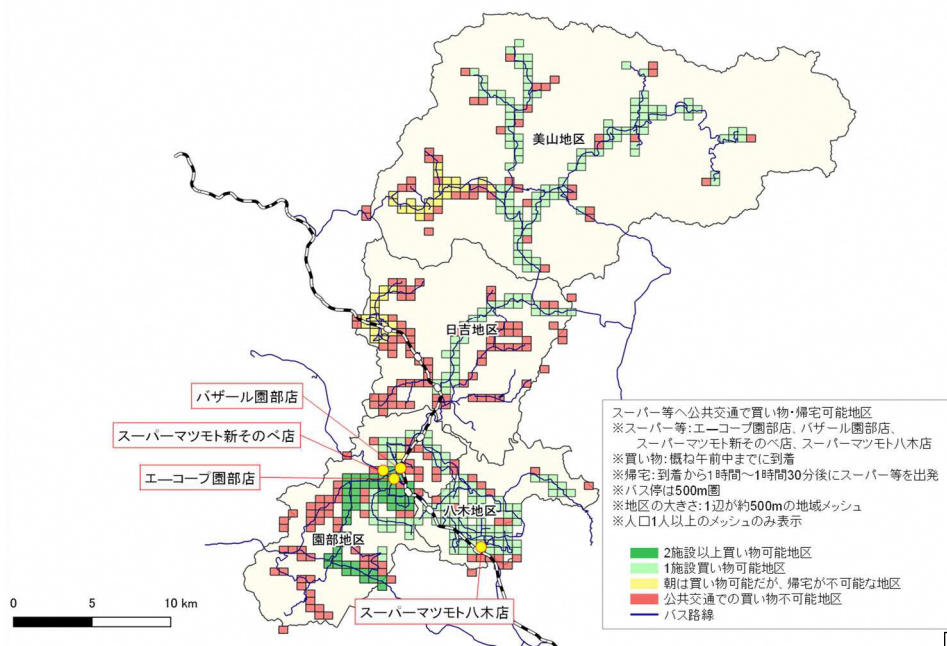 美山地区
日吉地区
バザール園部店
スーパーマツモト新そのべ店
エーコープ園部店
八木地区
園部地区
スーパーマツモト八木店
0 5 10 km
スーパー等へ公共交通で買い物・帰宅可能地区
※スーパー等:エーコープ園部店、バザール園部店、
スーパーマツモト新そのべ店、スーパーマツモト八木店
※買い物:概ね午前中までに到着
※帰宅:到着から1時間~1時間30分後にスーパー等を出発
※バス停は500m圏
※地区の大きさ:1辺が約500mの地域メッシュ
※人口1人以上のメッシュのみ表示
2施設以上買い物可能地区
1施設買い物可能地区
朝は買い物可能だが、帰宅が不可能な地区
公共交通での買い物不可能地区
バス路線